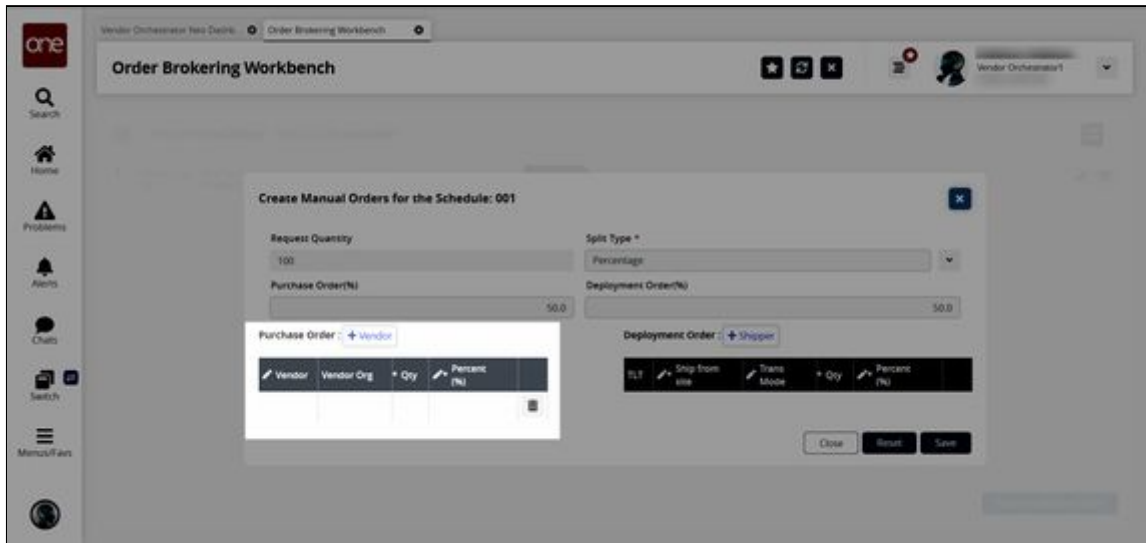 one
Vendor Orchestrator Neo Dashb... Order Brokering Workbench
Order Brokering Workbench
Vendor Orchestrator1
Search
Home
Problems
Alerts
Chats
Switch
Menus/Favs
Create Manual Orders for the Schedule: 001
Request Quantity
Split Type *
100
Percentage
Purchase Order(%)
Deployment Order(%)
50.0
50.0
Purchase Order : + Vendor
Deployment Order : + Shipper
Vendor Vendor Org * Qty * Percent (%)
TLT * Ship from site Trans Mode * Qty * Percent (%)
Close Reset Save